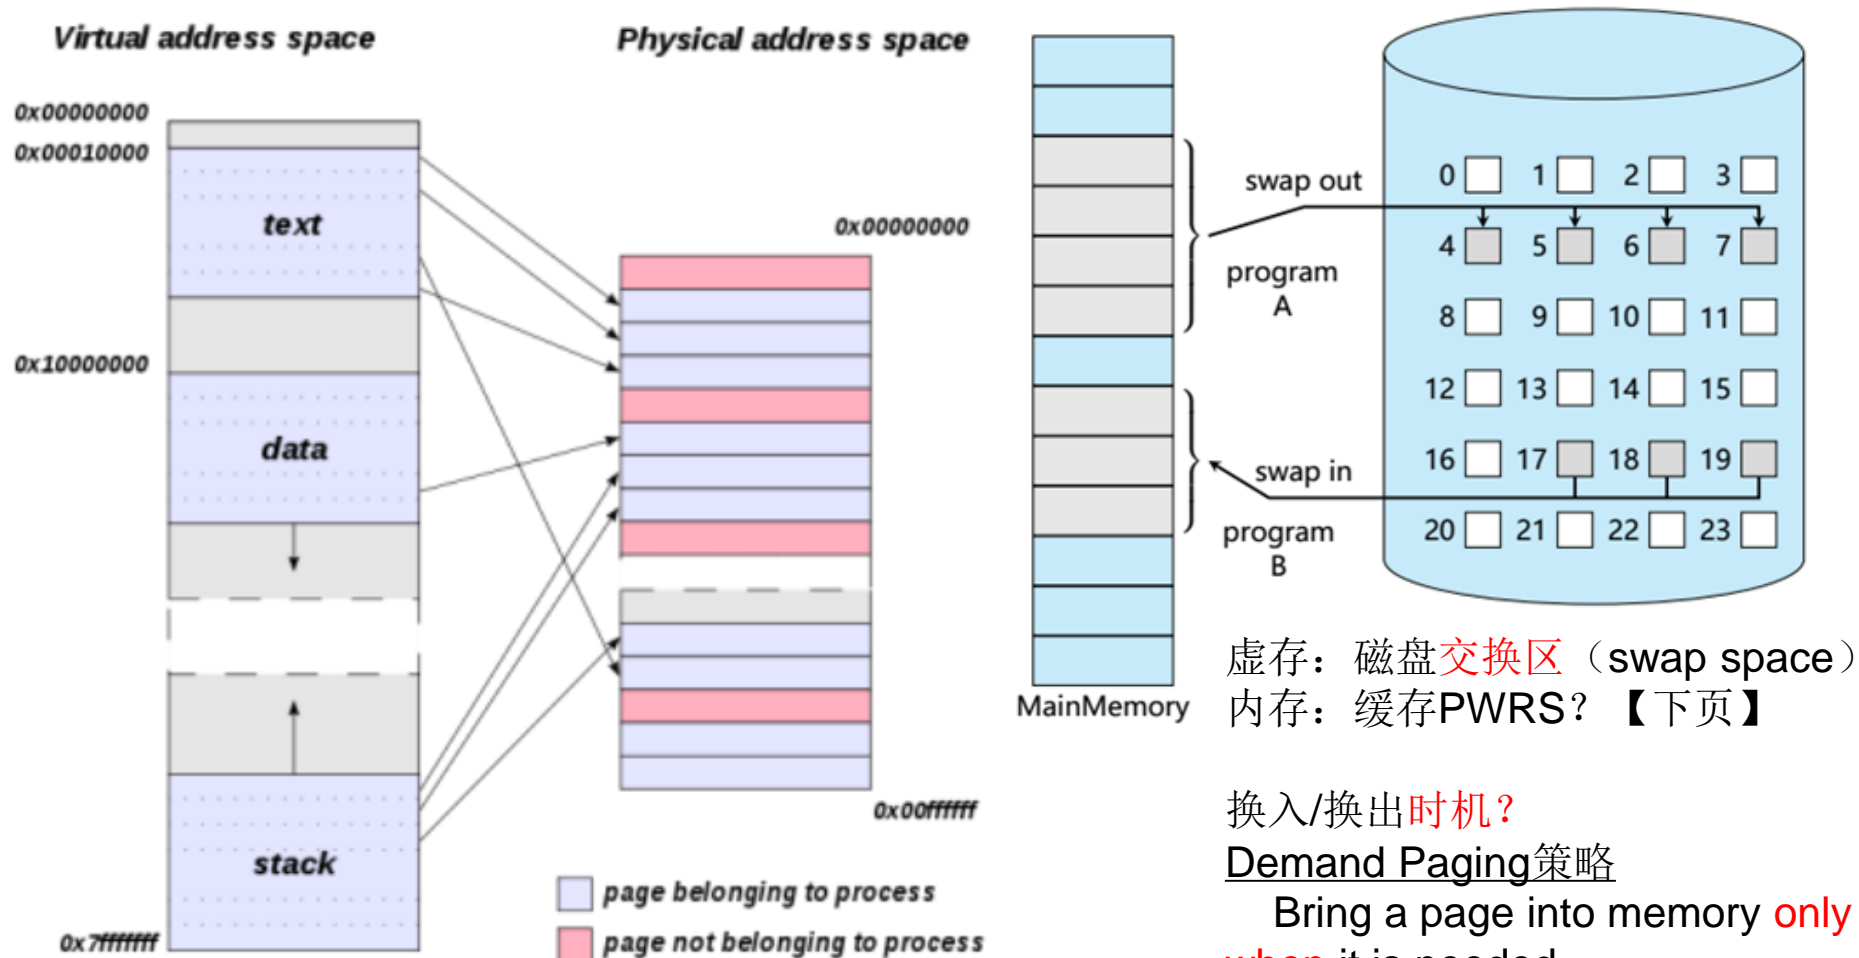 Virtual address space
0x00000000
0x00010000
text
0x10000000
data
stack
0x7fffffff
Physical address space
0x00000000
0x00ffffff
page belonging to process
page not belonging to process
swap out
program
A
swap in
program
B
MainMemory
0 1 2 3
4 5 6 7
8 9 10 11
12 13 14 15
16 17 18 19
20 21 22 23
虚存：磁盘交换区（swap space）
内存：缓存PWRS？【下页】
换入/换出时机？
Demand Paging策略
Bring a page into memory only
when it is needed